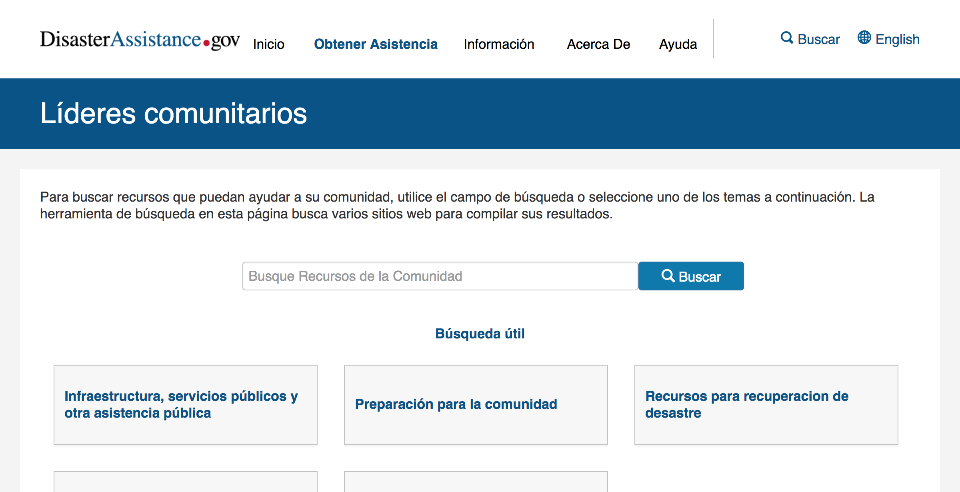 DisasterAssistance.gov
Inicio
Obtener Asistencia
Información
Acerca De
Ayuda
Buscar
English
Líderes comunitarios
Para buscar recursos que puedan ayudar a su comunidad, utilice el campo de búsqueda o seleccione uno de los temas a continuación. La
herramienta de búsqueda en esta página busca varios sitios web para compilar sus resultados.
Busque Recursos de la Comunidad
Buscar
Búsqueda útil
Infraestructura, servicios públicos y
otra asistencia pública
Preparación para la comunidad
Recursos para recuperacion de
desastre